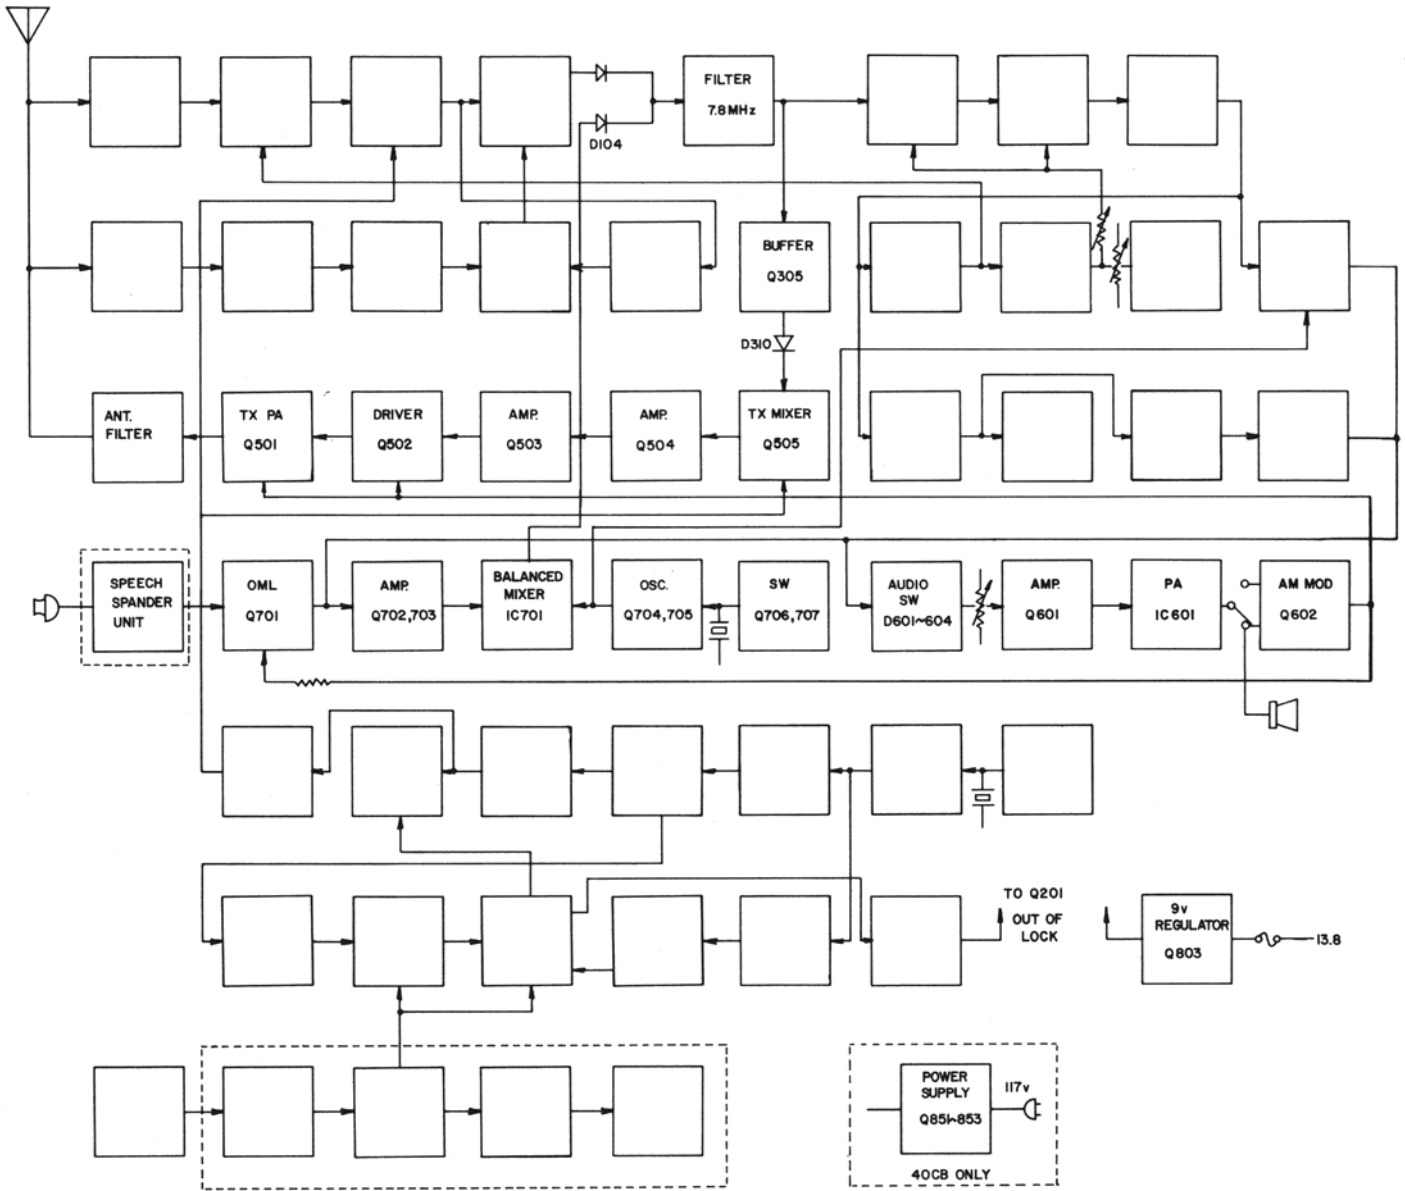 FILTER
7.8MHz
D104
BUFFER
Q305
D310
ANT.
FILTER
TX PA
Q501
DRIVER
Q502
AMP.
Q503
AMP.
Q504
TX MIXER
Q505
SPEECH
SPANDER
UNIT
OML
Q701
AMP.
Q702,703
BALANCED
MIXER
IC701
OSC.
Q704,705
SW
Q706,707
AUDIO
SW
D601~604
AMP.
Q601
PA
IC601
AM MOD
Q602
TO Q201
OUT OF
LOCK
9v
REGULATOR
Q803
13.8
POWER
SUPPLY
Q851~853
117v
40CB ONLY